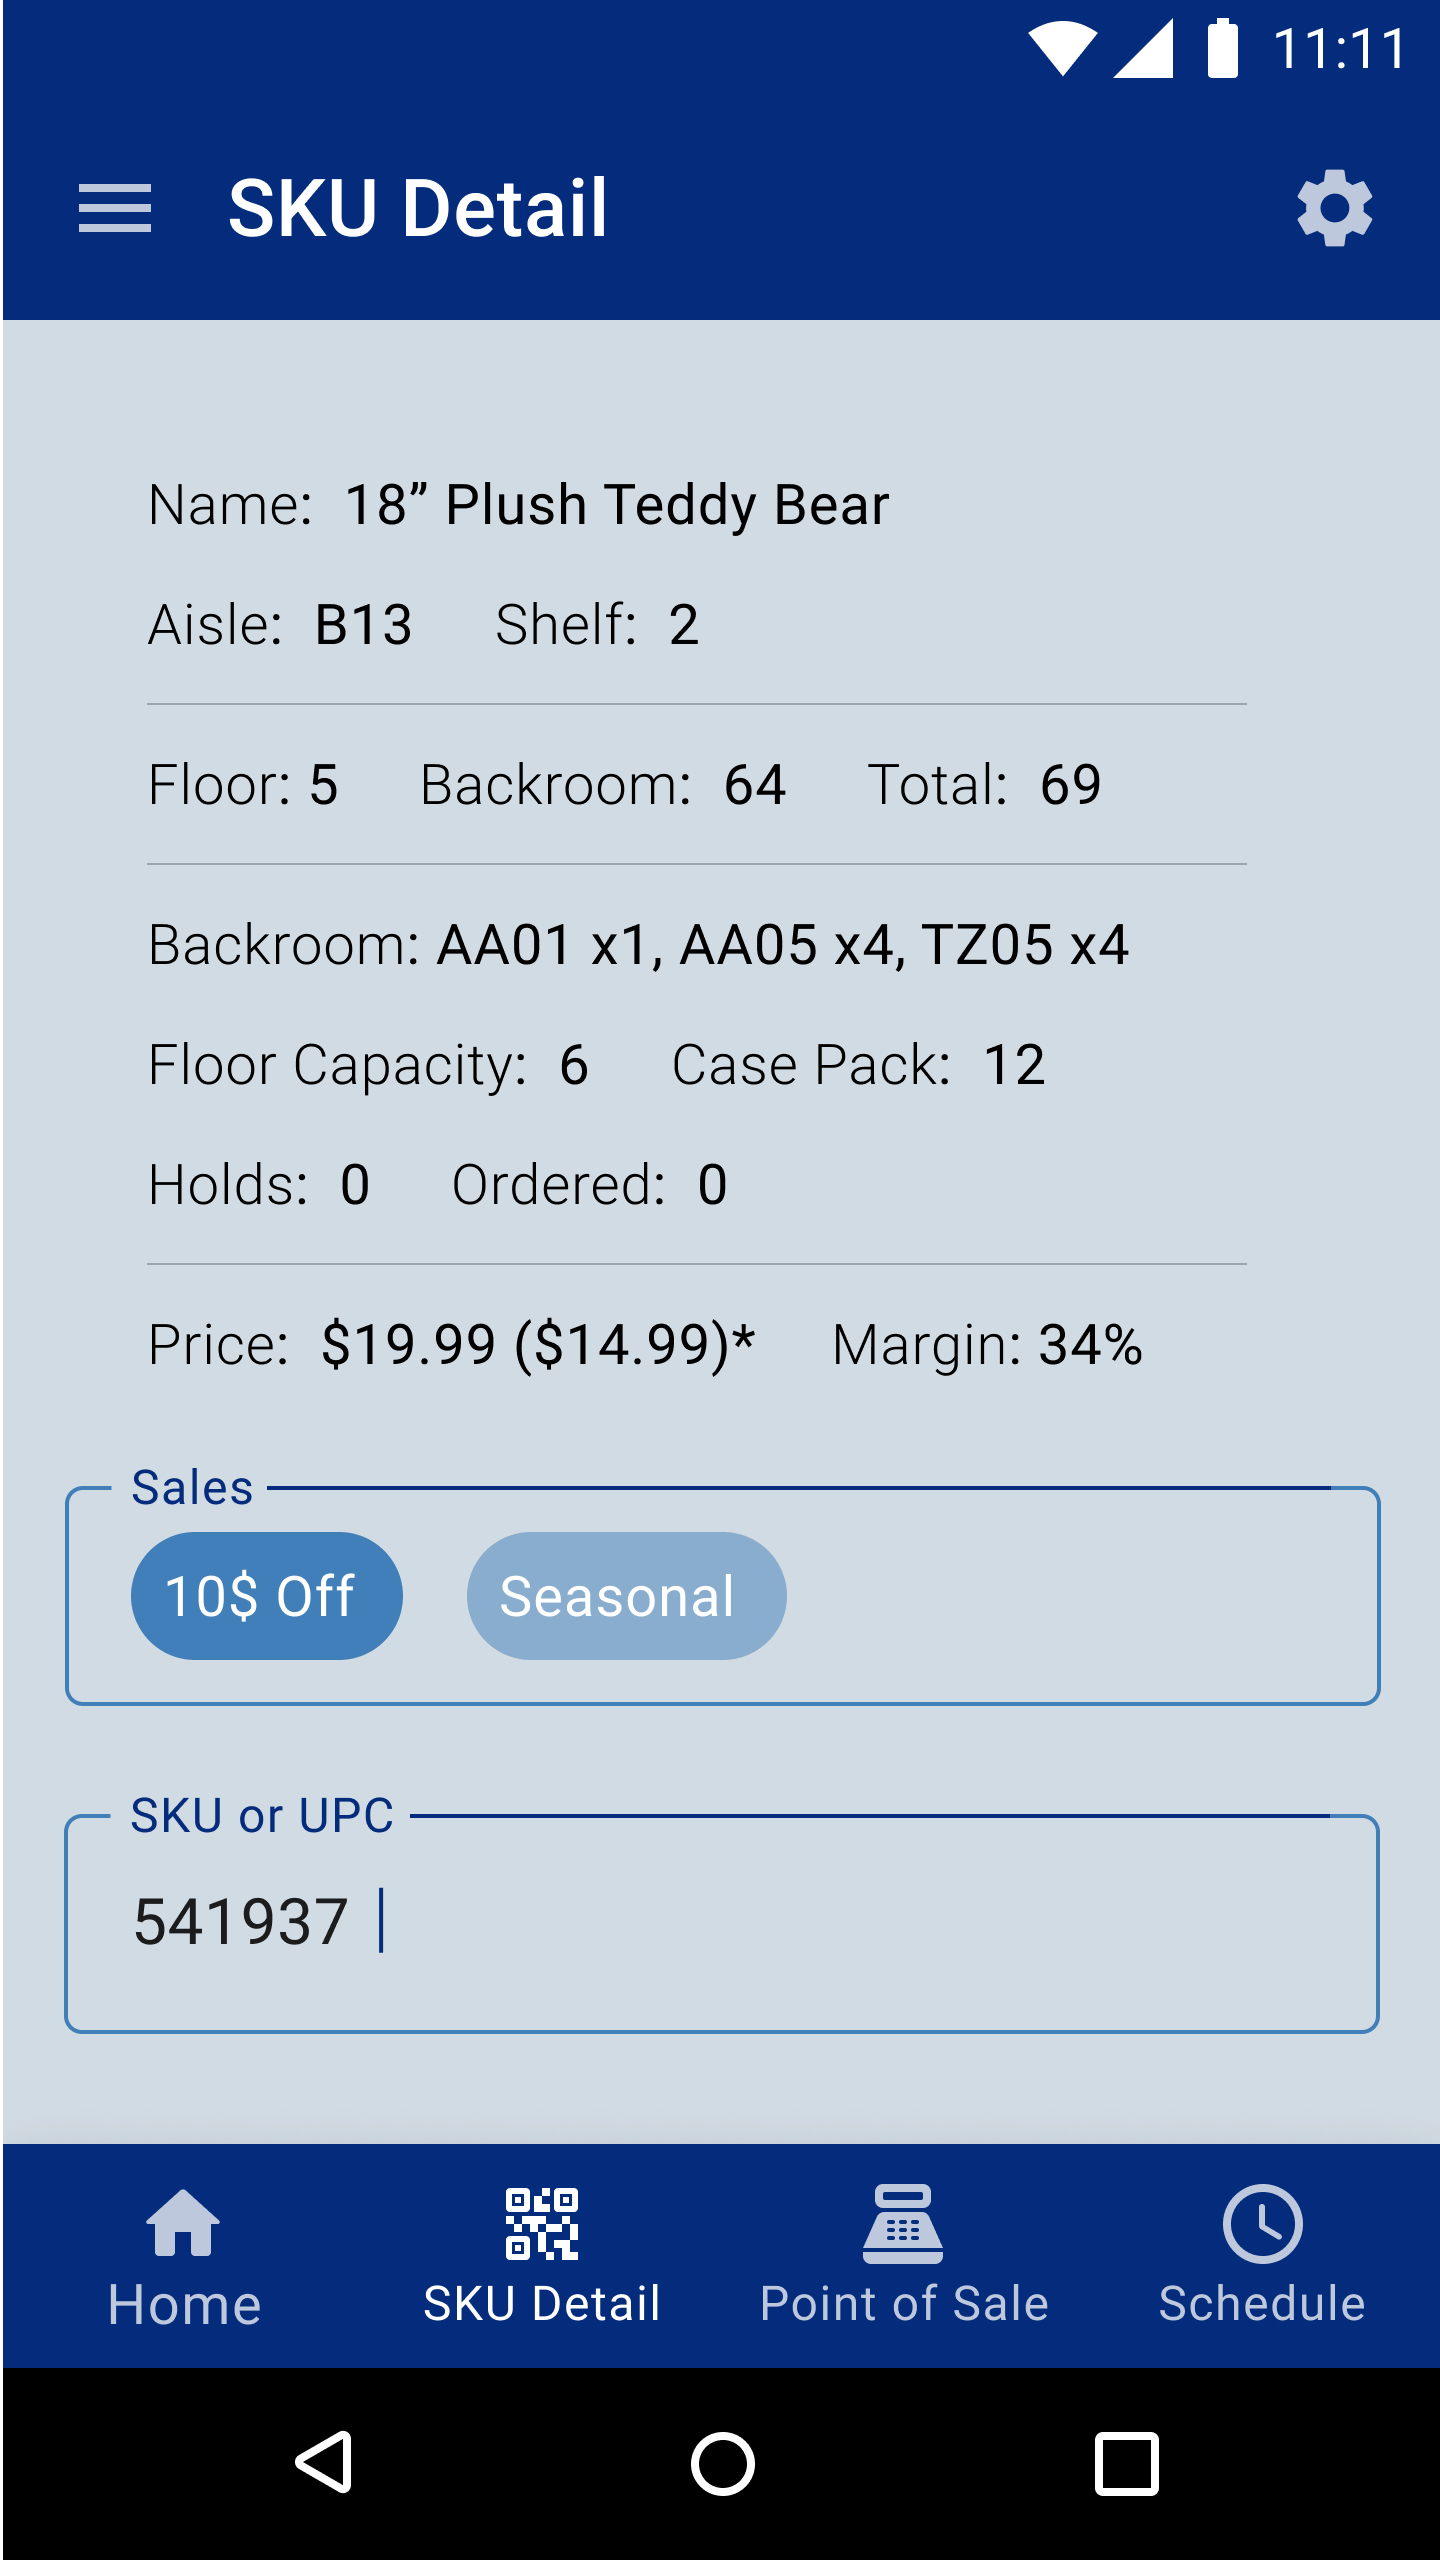 11:11
SKU Detail
Name: 18” Plush Teddy Bear
Aisle: B13 Shelf: 2
Floor: 5 Backroom: 64 Total: 69
Backroom: AA01 x1, AA05 x4, TZ05 x4
Floor Capacity: 6 Case Pack: 12
Holds: 0 Ordered: 0
Price: $19.99 ($14.99)* Margin: 34%
Sales
10$ Off Seasonal
SKU or UPC
541937
Home SKU Detail Point of Sale Schedule